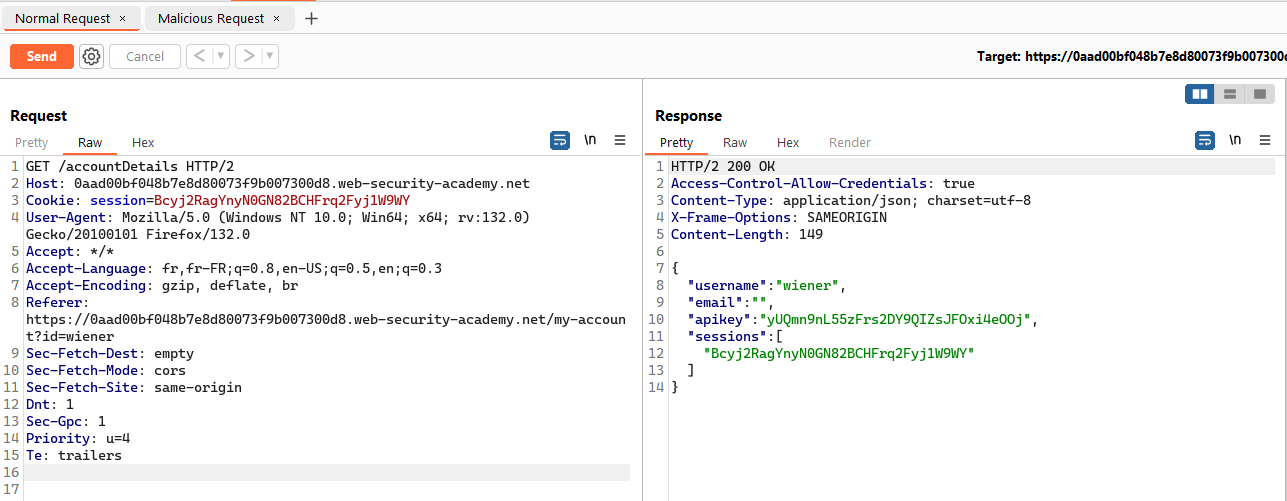 Normal Request × Malicious Request × +
Send Cancel < > Target: https://0aad00bf048b7e8d80073f9b007300d
Request
Pretty Raw Hex \n
1 GET /accountDetails HTTP/2
2 Host: 0aad00bf048b7e8d80073f9b007300d8.web-security-academy.net
3 Cookie: session=Bcyj2RagYnyN0GN82BCHFrq2Fyj1W9WY
4 User-Agent: Mozilla/5.0 (Windows NT 10.0; Win64; x64; rv:132.0)
Gecko/20100101 Firefox/132.0
5 Accept: */*
6 Accept-Language: fr,fr-FR;q=0.8,en-US;q=0.5,en;q=0.3
7 Accept-Encoding: gzip, deflate, br
8 Referer:
https://0aad00bf048b7e8d80073f9b007300d8.web-security-academy.net/my-accoun
t?id=wiener
9 Sec-Fetch-Dest: empty
10 Sec-Fetch-Mode: cors
11 Sec-Fetch-Site: same-origin
12 Dnt: 1
13 Sec-Gpc: 1
14 Priority: u=4
15 Te: trailers
16
17
Response
Pretty Raw Hex Render \n
1 HTTP/2 200 OK
2 Access-Control-Allow-Credentials: true
3 Content-Type: application/json; charset=utf-8
4 X-Frame-Options: SAMEORIGIN
5 Content-Length: 149
6
7 {
8 "username":"wiener",
9 "email":"",
10 "apikey":"yUQmn9nL55zFrs2DY9QIZsJFOxi4eOOj",
11 "sessions":[
12 "Bcyj2RagYnyN0GN82BCHFrq2Fyj1W9WY"
13 ]
14 }